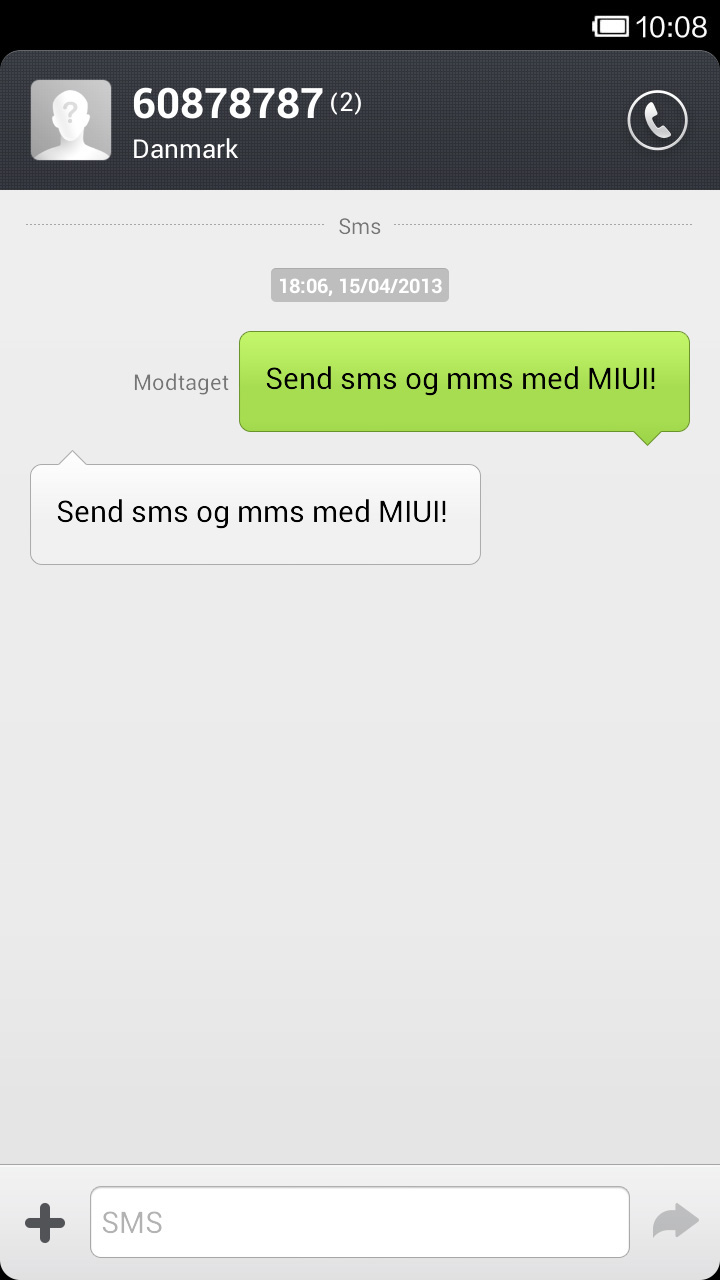 10:08
60878787 (2)
Danmark
Sms
18:06, 15/04/2013
Modtaget
Send sms og mms med MIUI!
Send sms og mms med MIUI!
SMS